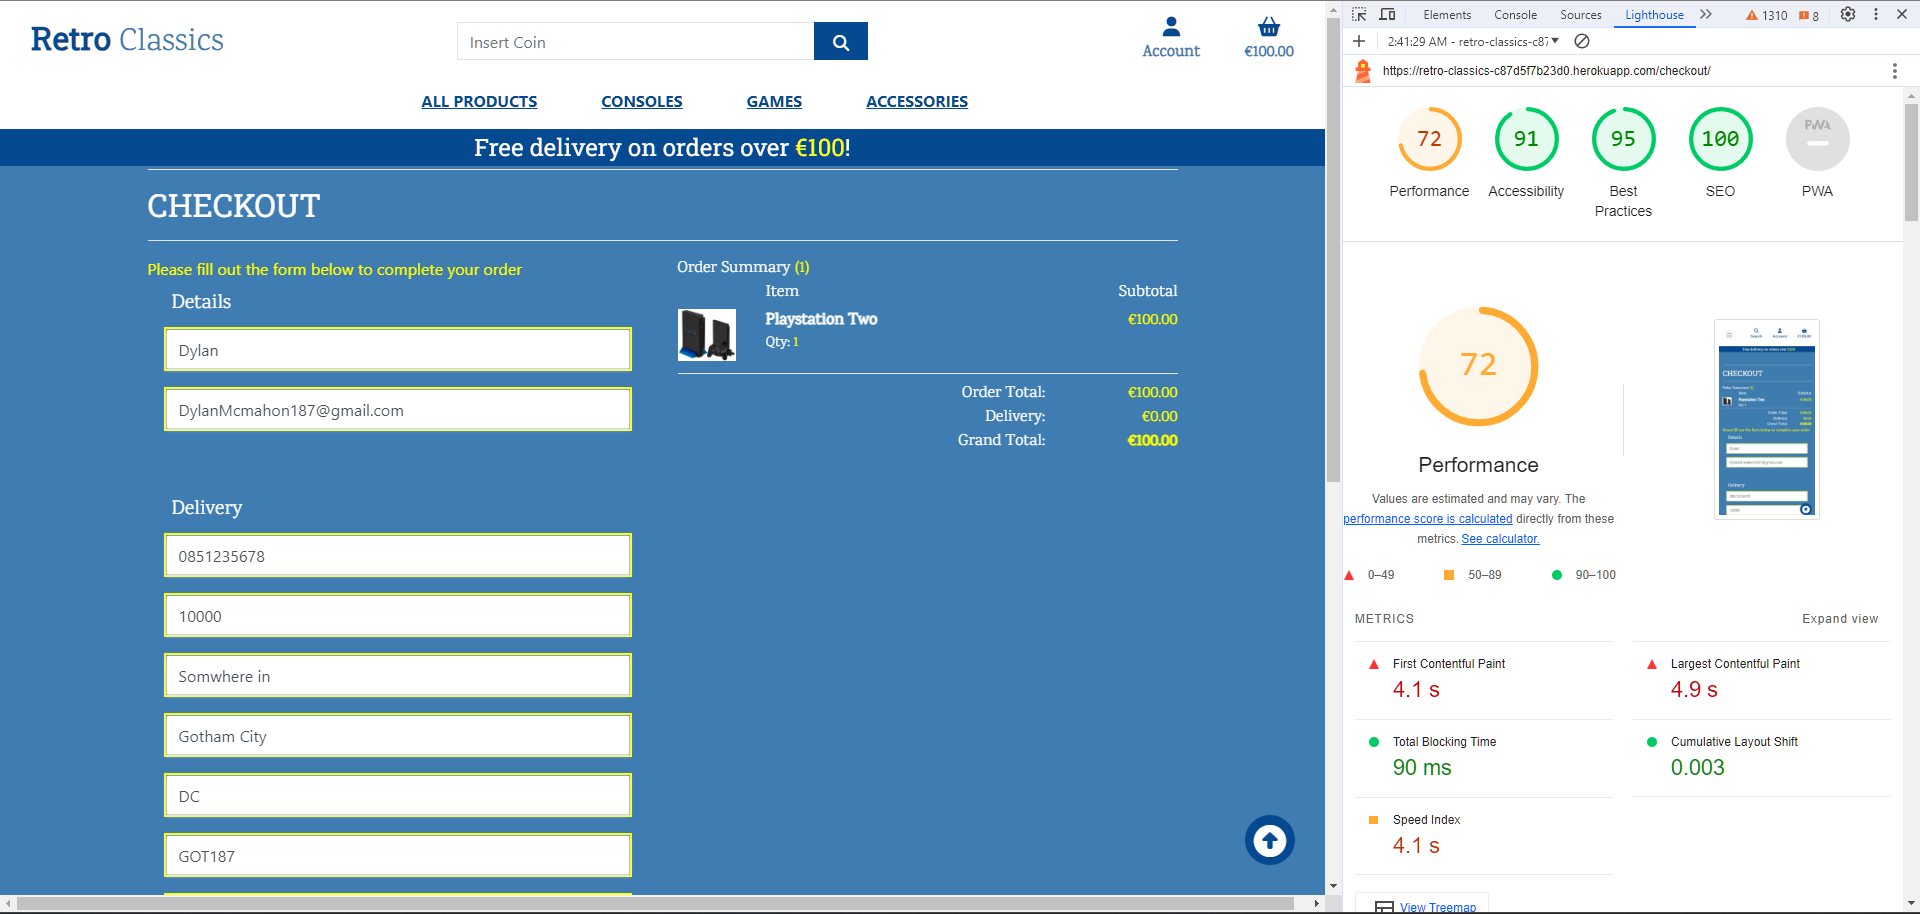 Retro Classics
Insert Coin
Account
€100.00
ALL PRODUCTS CONSOLES GAMES ACCESSORIES
Free delivery on orders over €100!
CHECKOUT
Please fill out the form below to complete your order
Details
Dylan
DylanMcmahon187@gmail.com
Delivery
0851235678
10000
Somwhere in
Gotham City
DC
GOT187
Order Summary (1)
Item Subtotal
Playstation Two €100.00
Qty: 1
Order Total: €100.00
Delivery: €0.00
Grand Total: €100.00
Elements Console Sources Lighthouse 1310 8
2:41:29 AM - retro-classics-c87
https://retro-classics-c87d5f7b23d0.herokuapp.com/checkout/
72 91 95 100 PWA
Performance Accessibility Best Practices SEO PWA
72
Performance
Values are estimated and may vary. The
performance score is calculated directly from these
metrics. See calculator.
0–49 50–89 90–100
CHECKOUT
Playstation Two
Details
Delivery
METRICS Expand view
First Contentful Paint
4.1 s
Largest Contentful Paint
4.9 s
Total Blocking Time
90 ms
Cumulative Layout Shift
0.003
Speed Index
4.1 s
View Treemap